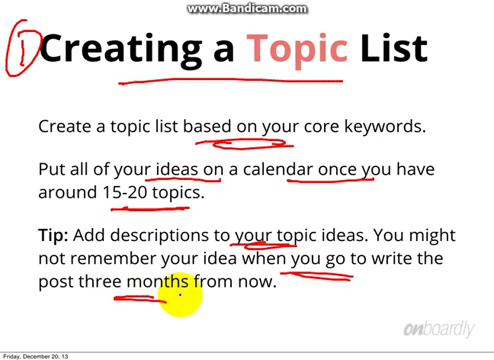 www.Bandicam.com
1 Creating a Topic List
Create a topic list based on your core keywords.
Put all of your ideas on a calendar once you have
around 15-20 topics.
Tip: Add descriptions to your topic ideas. You might
not remember your idea when you go to write the
post three months from now.
onboardly
Friday, December 20, 13